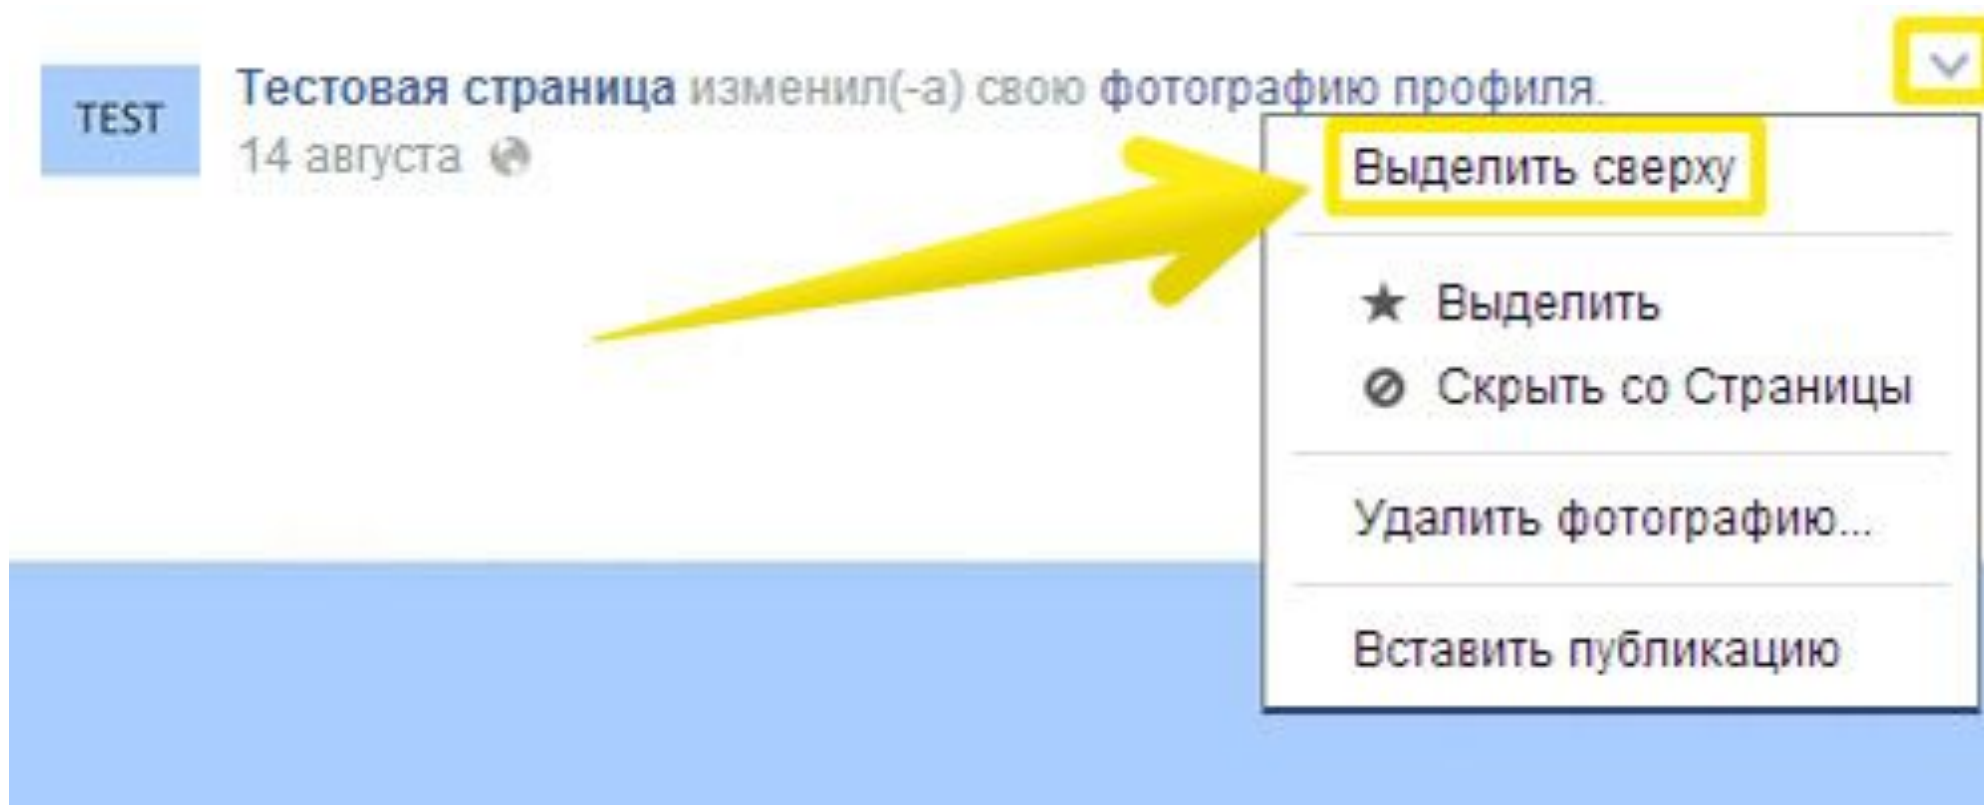 TEST
Тестовая страница изменил(-а) свою фотографию профиля.
14 августа
Выделить сверху
Выделить
Скрыть со Страницы
Удалить фотографию...
Вставить публикацию